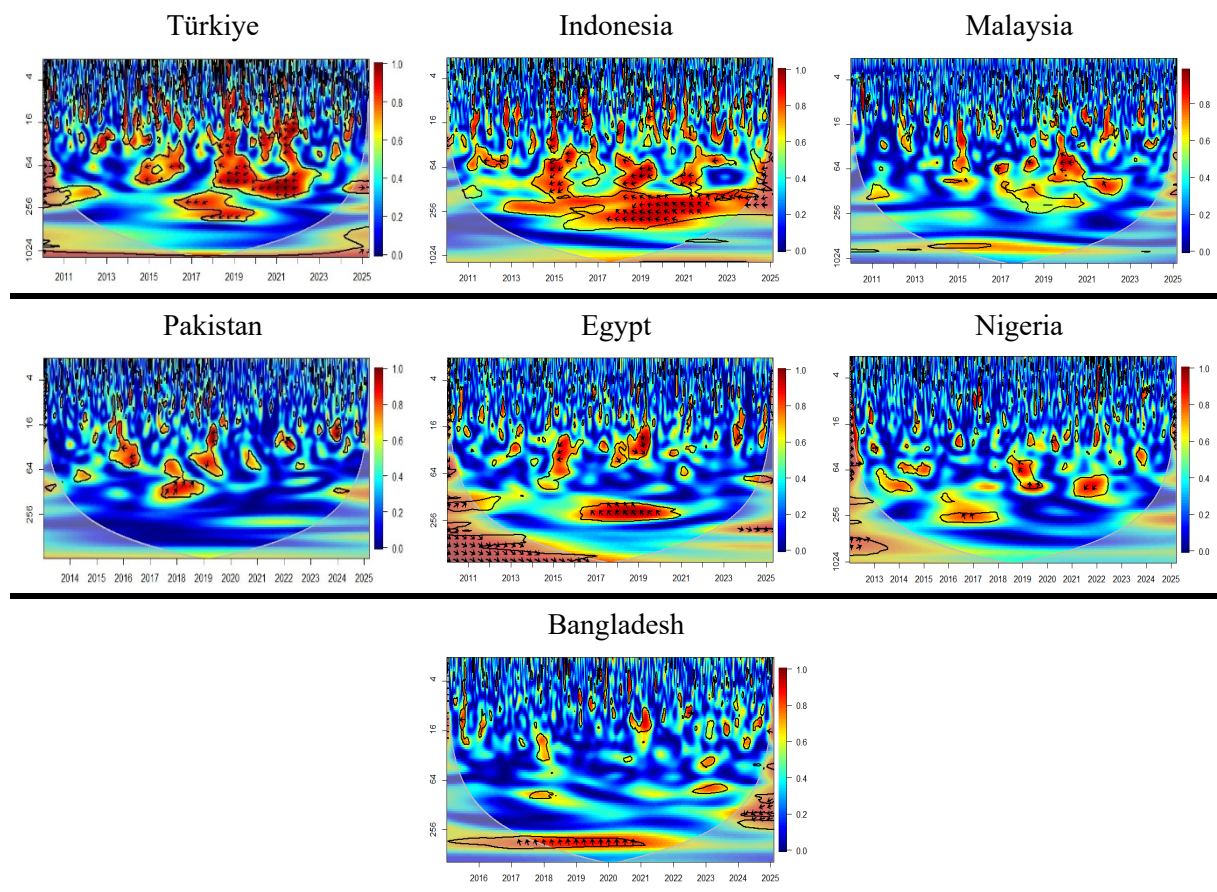 Türkiye Indonesia Malaysia
4 16 64 256 1024
1.0 0.8 0.6 0.4 0.2 0.0
2011 2013 2015 2017 2019 2021 2023 2025
4 16 64 256 1024
1.0 0.8 0.6 0.4 0.2 0.0
2011 2013 2015 2017 2019 2021 2023 2025
4 16 64 256 1024
0.8 0.6 0.4 0.2 0.0
2011 2013 2015 2017 2019 2021 2023 2025
Pakistan Egypt Nigeria
4 16 64 256
1.0 0.8 0.6 0.4 0.2 0.0
2014 2015 2016 2017 2018 2019 2020 2021 2022 2023 2024 2025
4 16 64 256
1.0 0.8 0.6 0.4 0.2 0.0
2011 2013 2015 2017 2019 2021 2023 2025
4 16 64 256 1024
1.0 0.8 0.6 0.4 0.2 0.0
2013 2014 2015 2016 2017 2018 2019 2020 2021 2022 2023 2025
Bangladesh
4 16 64 256
1.0 0.8 0.6 0.4 0.2 0.0
2016 2017 2018 2019 2020 2021 2022 2023 2024 2025